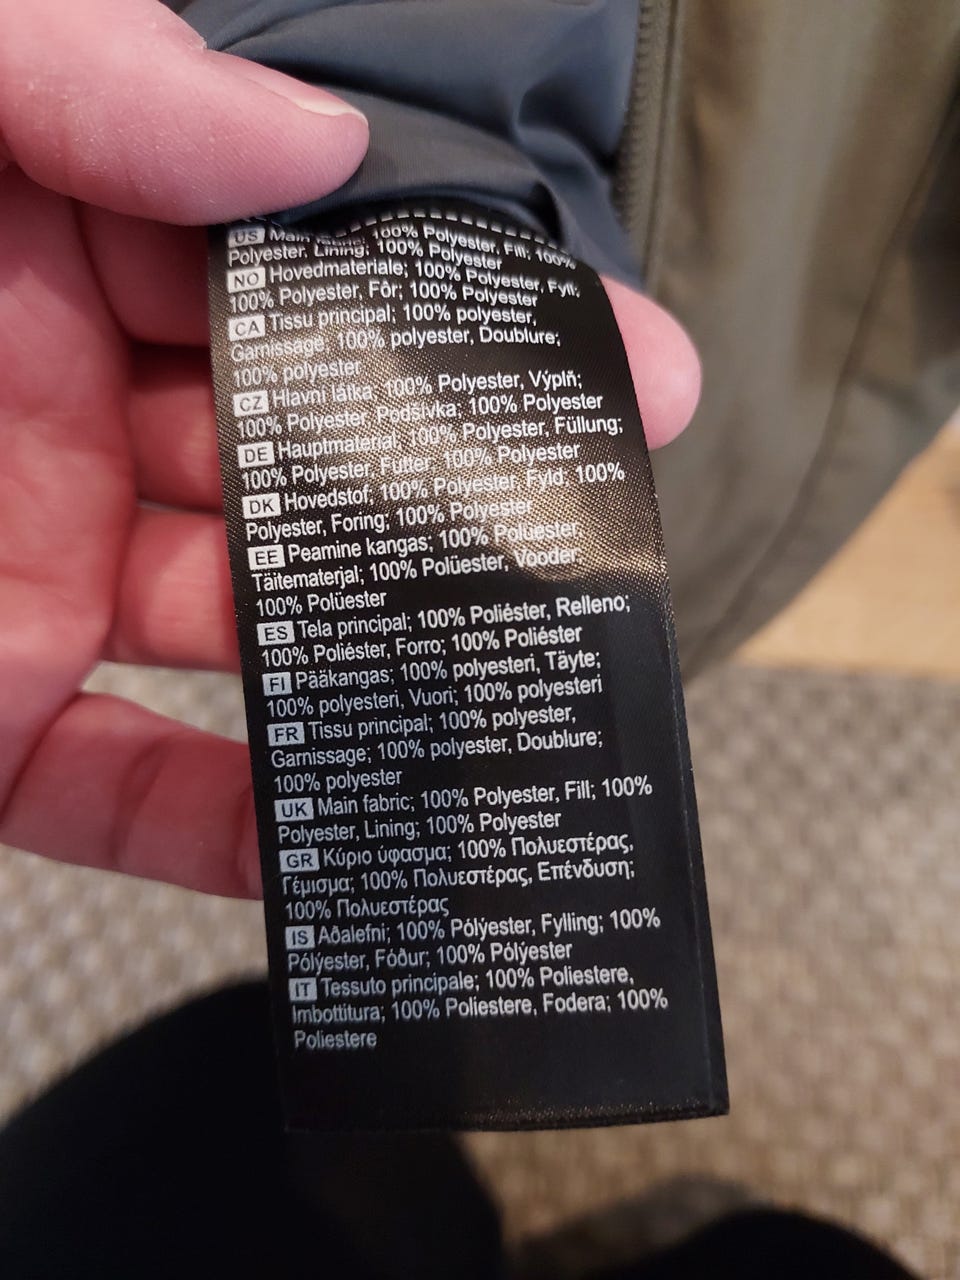 US Main fabric; 100% Polyester, Fill; 100%
Polyester, Lining; 100% Polyester
NO Hovedmateriale; 100% Polyester, Fyll;
100% Polyester, Fôr; 100% Polyester
CA Tissu principal; 100% polyester,
Garnissage; 100% polyester, Doublure;
100% polyester
CZ Hlavní látka; 100% Polyester, Výplň;
100% Polyester, Podšívka; 100% Polyester
DE Hauptmaterial; 100% Polyester, Füllung;
100% Polyester, Futter; 100% Polyester
DK Hovedstof; 100% Polyester, Fyld; 100%
Polyester, Foring; 100% Polyester
EE Peamine kangas; 100% Polüester,
Täitematerjal; 100% Polüester, Vooder;
100% Polüester
ES Tela principal; 100% Poliéster, Relleno;
100% Poliéster, Forro; 100% Poliéster
FI Pääkangas; 100% polyesteri, Täyte;
100% polyesteri, Vuori; 100% polyesteri
FR Tissu principal; 100% polyester,
Garnissage; 100% polyester, Doublure;
100% polyester
UK Main fabric; 100% Polyester, Fill; 100%
Polyester, Lining; 100% Polyester
GR Κύριο ύφασμα; 100% Πολυεστέρας,
Γέμισμα; 100% Πολυεστέρας, Επένδυση;
100% Πολυεστέρας
IS Aðalefni; 100% Pólýester, Fylling; 100%
Pólýester, Fóður; 100% Pólýester
IT Tessuto principale; 100% Poliestere,
Imbottitura; 100% Poliestere, Fodera; 100%
Poliestere